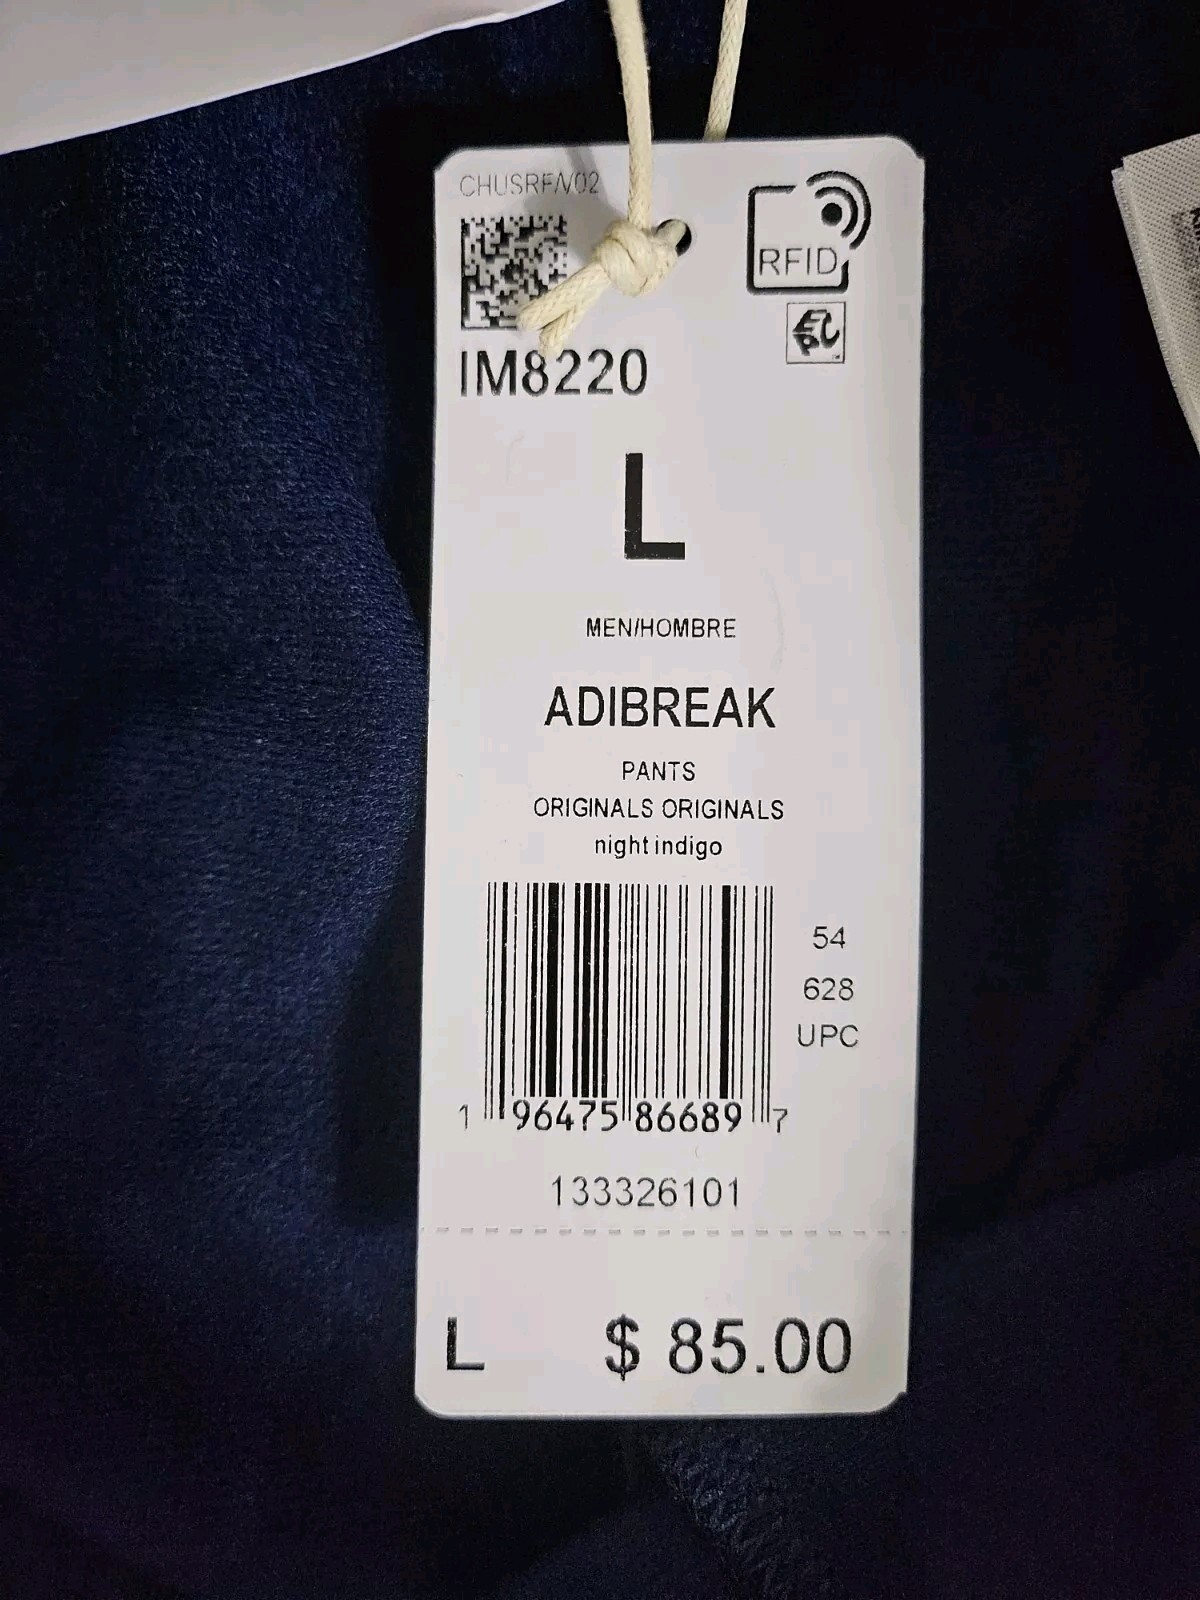 CHUSRF/V02
RFID
IM8220
L
MEN/HOMBRE
ADIBREAK
PANTS
ORIGINALS ORIGINALS
night indigo
54
628
UPC
1 96475 86689 7
133326101
L $ 85.00